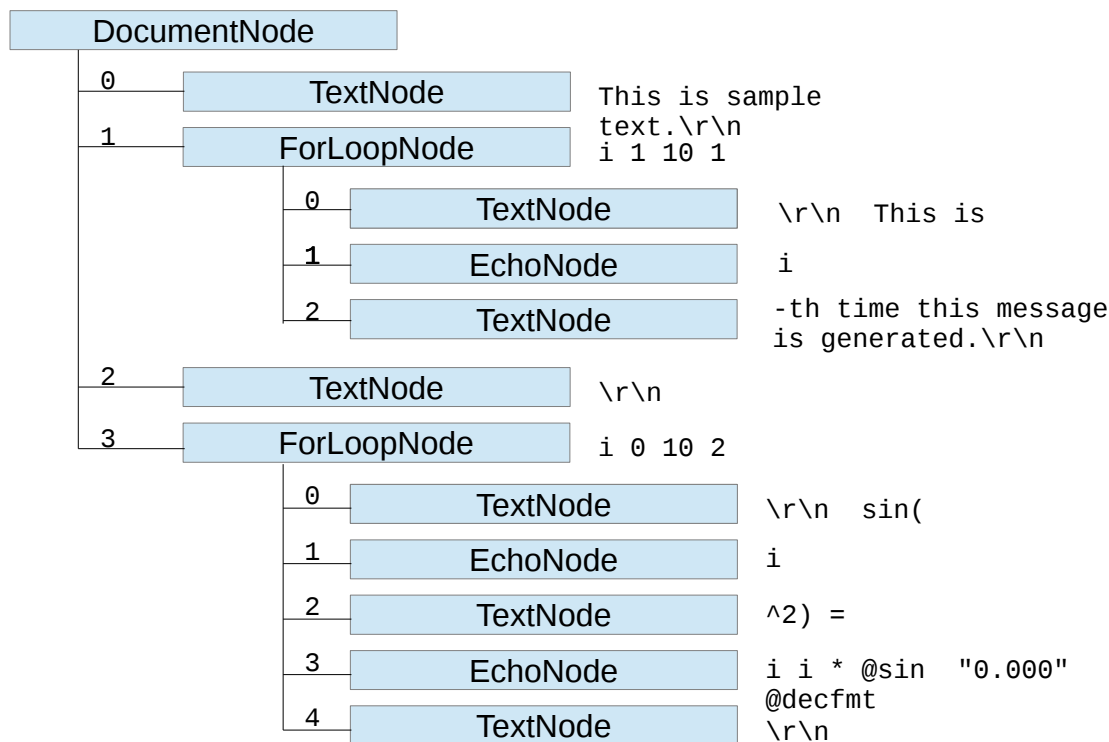 DocumentNode
0 TextNode This is sample
text.\r\n
1 ForLoopNode i 1 10 1
0 TextNode \r\n  This is
1 EchoNode i
2 TextNode -th time this message
is generated.\r\n
2 TextNode \r\n
3 ForLoopNode i 0 10 2
0 TextNode \r\n  sin(
1 EchoNode i
2 TextNode ^2) =
3 EchoNode i i * @sin  "0.000"
@decfmt
4 TextNode \r\n